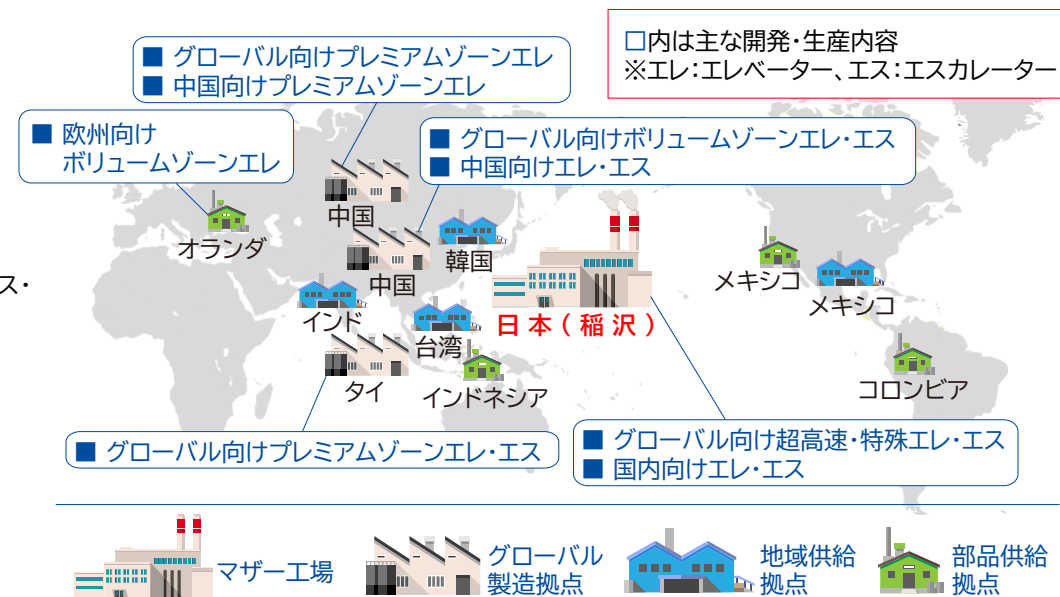 □内は主な開発・生産内容
※エレ：エレベーター、エス：エスカレーター
■ グローバル向けプレミアムゾーンエレ
■ 中国向けプレミアムゾーンエレ
■ 欧州向け
ボリュームゾーンエレ
■ グローバル向けボリュームゾーンエレ・エス
■ 中国向けエレ・エス
中国
オランダ
韓国
中国
ス・
メキシコ
メキシコ
インド
日本（稲沢）
台湾
タイ
インドネシア
コロンビア
■ グローバル向けプレミアムゾーンエレ・エス
■ グローバル向け超高速・特殊エレ・エス
■ 国内向けエレ・エス
マザー工場
グローバル
製造拠点
地域供給
拠点
部品供給
拠点